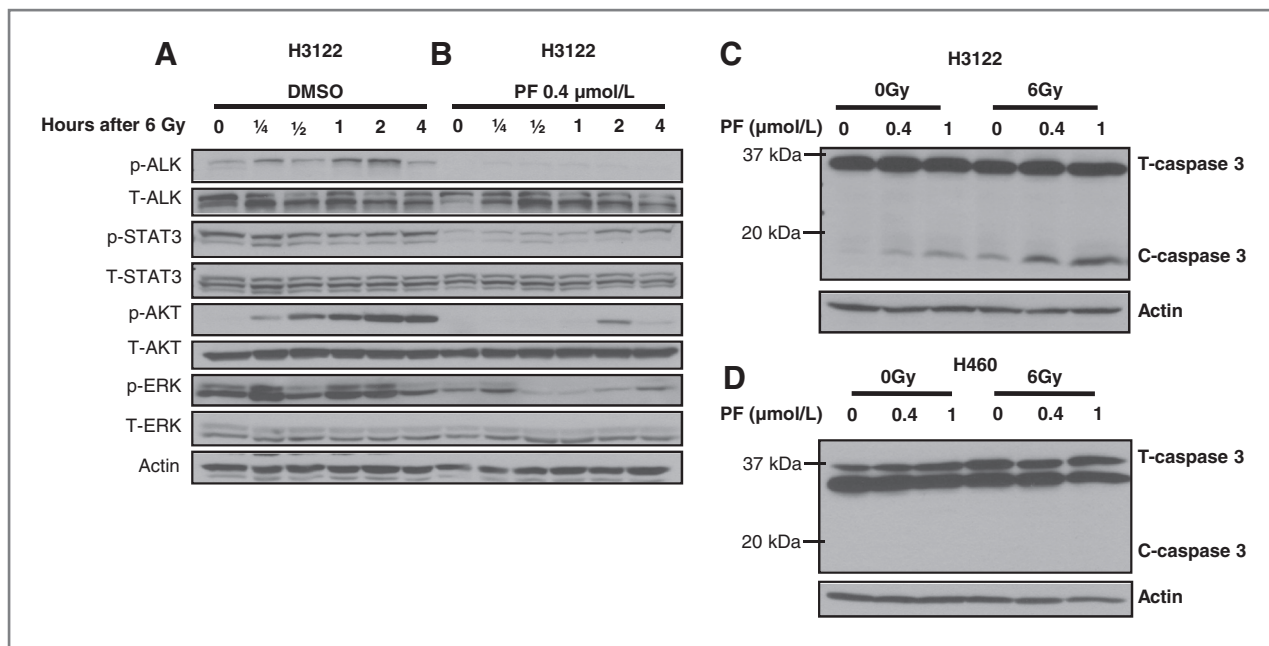 A
H3122
DMSO
B
H3122
PF 0.4 µmol/L
Hours after 6 Gy 0 ¼ ½ 1 2 4 0 ¼ ½ 1 2 4
p-ALK
T-ALK
p-STAT3
T-STAT3
p-AKT
T-AKT
p-ERK
T-ERK
Actin
C
H3122
0Gy 6Gy
PF (µmol/L) 0 0.4 1 0 0.4 1
37 kDa
T-caspase 3
20 kDa
C-caspase 3
Actin
D
H460
0Gy 6Gy
PF (µmol/L) 0 0.4 1 0 0.4 1
37 kDa
T-caspase 3
20 kDa
C-caspase 3
Actin